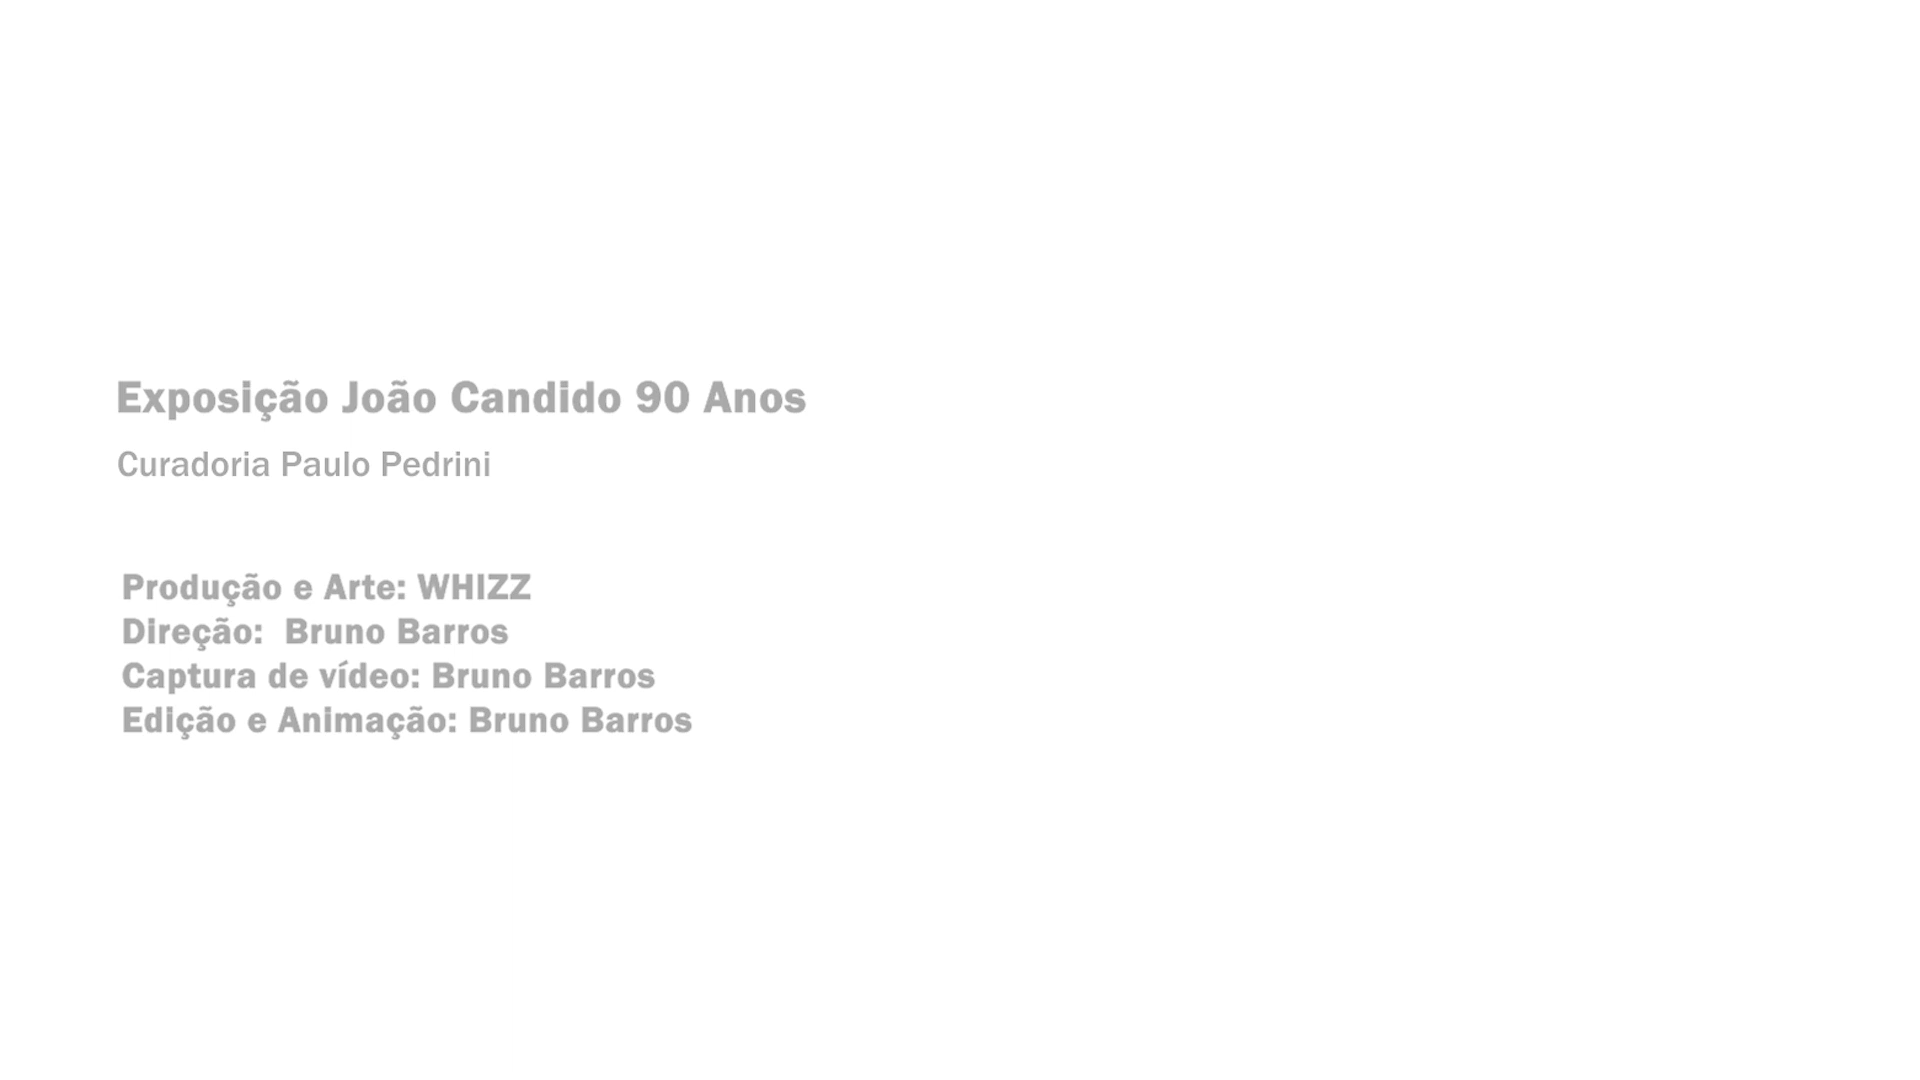 Exposição João Candido 90 Anos
Curadoria Paulo Pedrini
Produção e Arte: WHIZZ
Direção:  Bruno Barros
Captura de vídeo: Bruno Barros
Edição e Animação: Bruno Barros